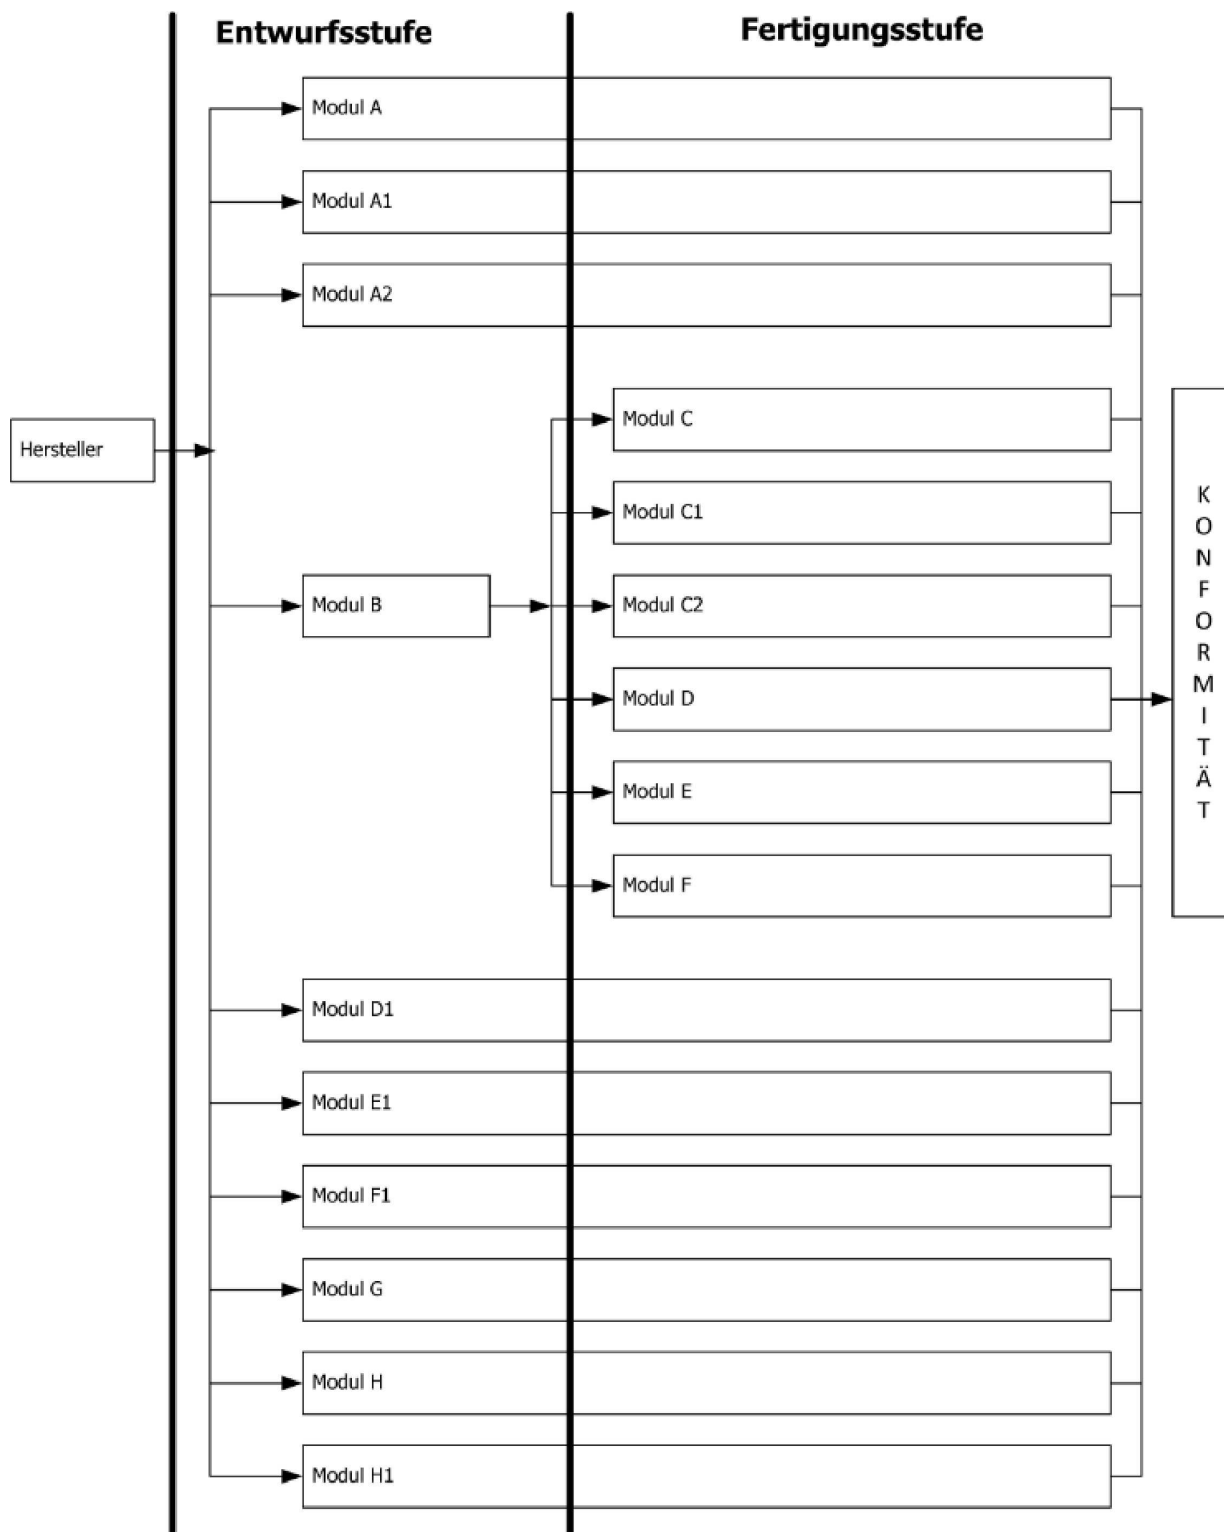 Entwurfsstufe
Fertigungsstufe
Modul A
Modul A1
Modul A2
Modul C
Hersteller
Modul C1
Modul B
Modul C2
Modul D
Modul E
Modul F
KONFORMITÄT
Modul D1
Modul E1
Modul F1
Modul G
Modul H
Modul H1